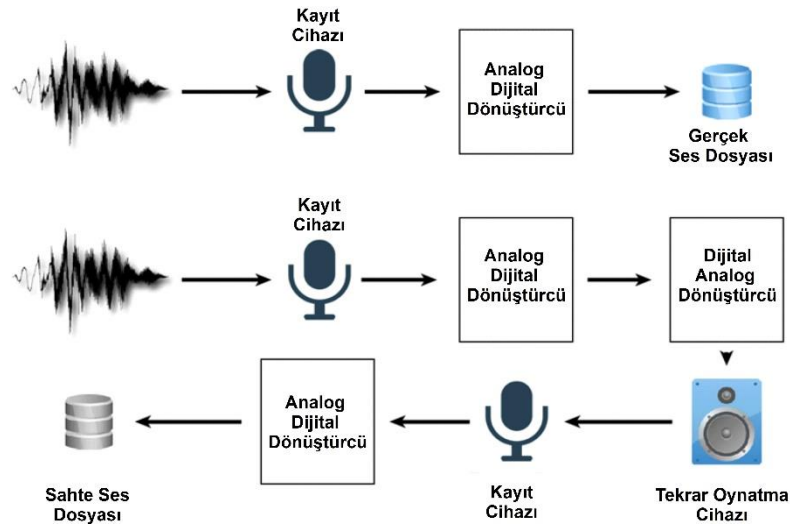 Kayıt
Cihazı
Analog
Dijital
Dönüştürcü
Gerçek
Ses Dosyası
Kayıt
Cihazı
Analog
Dijital
Dönüştürcü
Dijital
Analog
Dönüştürcü
Analog
Dijital
Dönüştürcü
Sahte Ses
Dosyası
Kayıt
Cihazı
Tekrar Oynatma
Cihazı